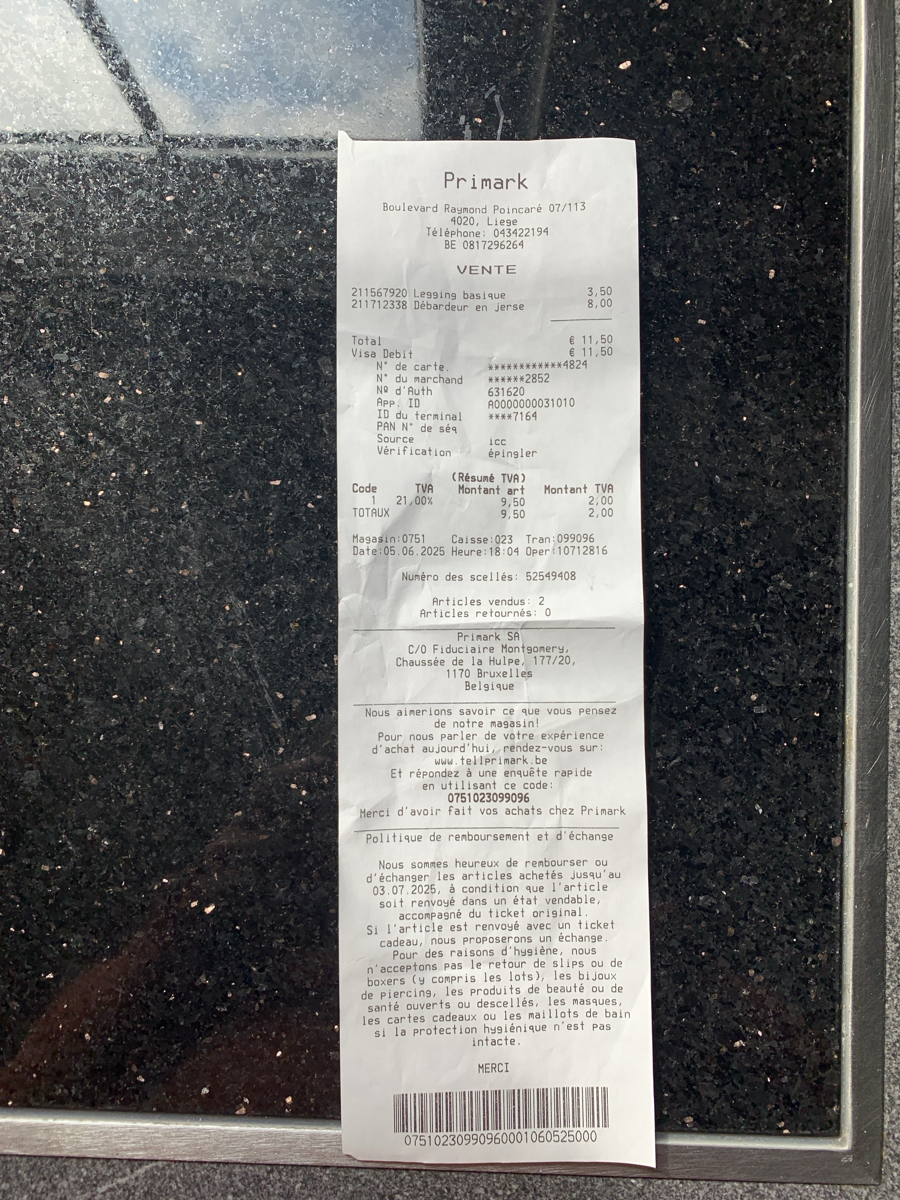 Primark
Boulevard Raymond Poincaré 07/113
4020, Liege
Téléphone: 043422194
BE 0817296264
VENTE
211567920 Legging basique 3,50
211712338 Débardeur en jerse 8,00
Total € 11,50
Visa Debit € 11,50
N° de carte. ************4824
N° du marchand ******2852
Nº d'Auth 631620
App. ID A0000000031010
ID du terminal ****7164
PAN N° de séq
Source icc
Vérification épingler
(Résumé TVA)
Code TVA Montant art Montant TVA
1 21,00% 9,50 2,00
TOTAUX 9,50 2,00
Magasin:0751 Caisse:023 Tran:099096
Date:05.06.2025 Heure:18:04 Oper:10712816
Numéro des scellés: 52549408
Articles vendus: 2
Articles retournés: 0
Primark SA
C/O Fiduciaire Montgomery,
Chaussée de la Hulpe, 177/20,
1170 Bruxelles
Belgique
Nous aimerions savoir ce que vous pensez
de notre magasin!
Pour nous parler de votre expérience
d'achat aujourd'hui, rendez-vous sur:
www.tellprimark.be
Et répondez à une enquête rapide
en utilisant ce code:
0751023099096
Merci d'avoir fait vos achats chez Primark
Politique de remboursement et d'échange
Nous sommes heureux de rembourser ou
d'échanger les articles achetés jusqu'au
03.07.2025, à condition que l'article
soit renvoyé dans un état vendable,
accompagné du ticket original.
Si l'article est renvoyé avec un ticket
cadeau, nous proposerons un échange.
Pour des raisons d'hygiène, nous
n'acceptons pas le retour de slips ou de
boxers (y compris les lots), les bijoux
de piercing, les produits de beauté ou de
santé ouverts ou descellés, les masques,
les cartes cadeaux ou les maillots de bain
si la protection hygiénique n'est pas
intacte.
MERCI
07510230990960001060525000